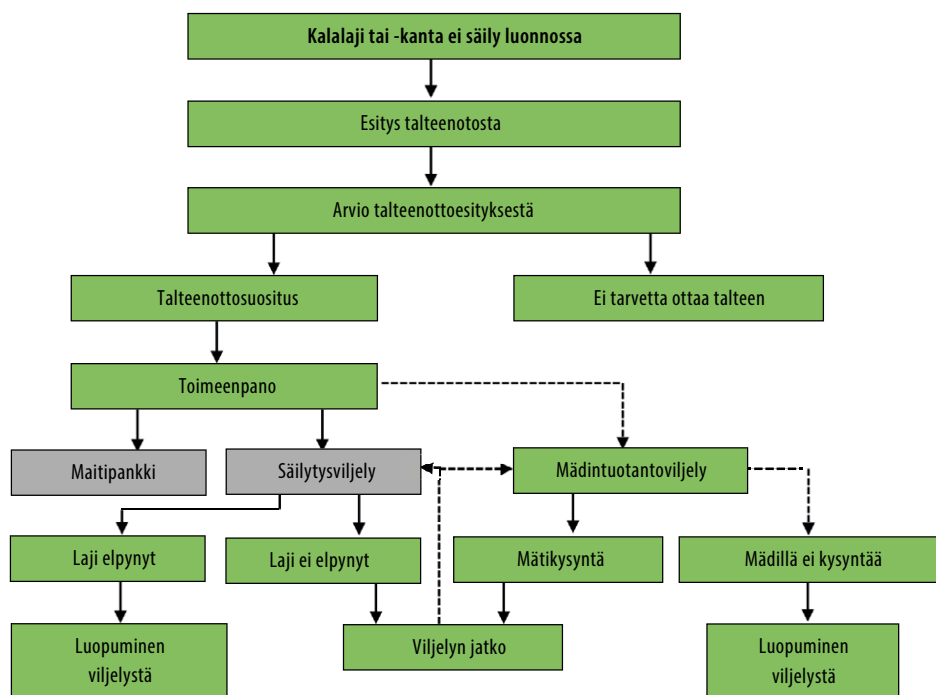 Kalalaji tai -kanta ei säily luonnossa
Esitys talteenotosta
Arvio talteenottoesityksestä
Talteenottosuositus
Ei tarvetta ottaa talteen
Toimeenpano
Maitipankki
Säilytysviljely
Mädintuotantoviljely
Laji elpynyt
Laji ei elpynyt
Mätikysyntä
Mädillä ei kysyntää
Luopuminen
viljelystä
Viljelyn jatko
Luopuminen
viljelystä